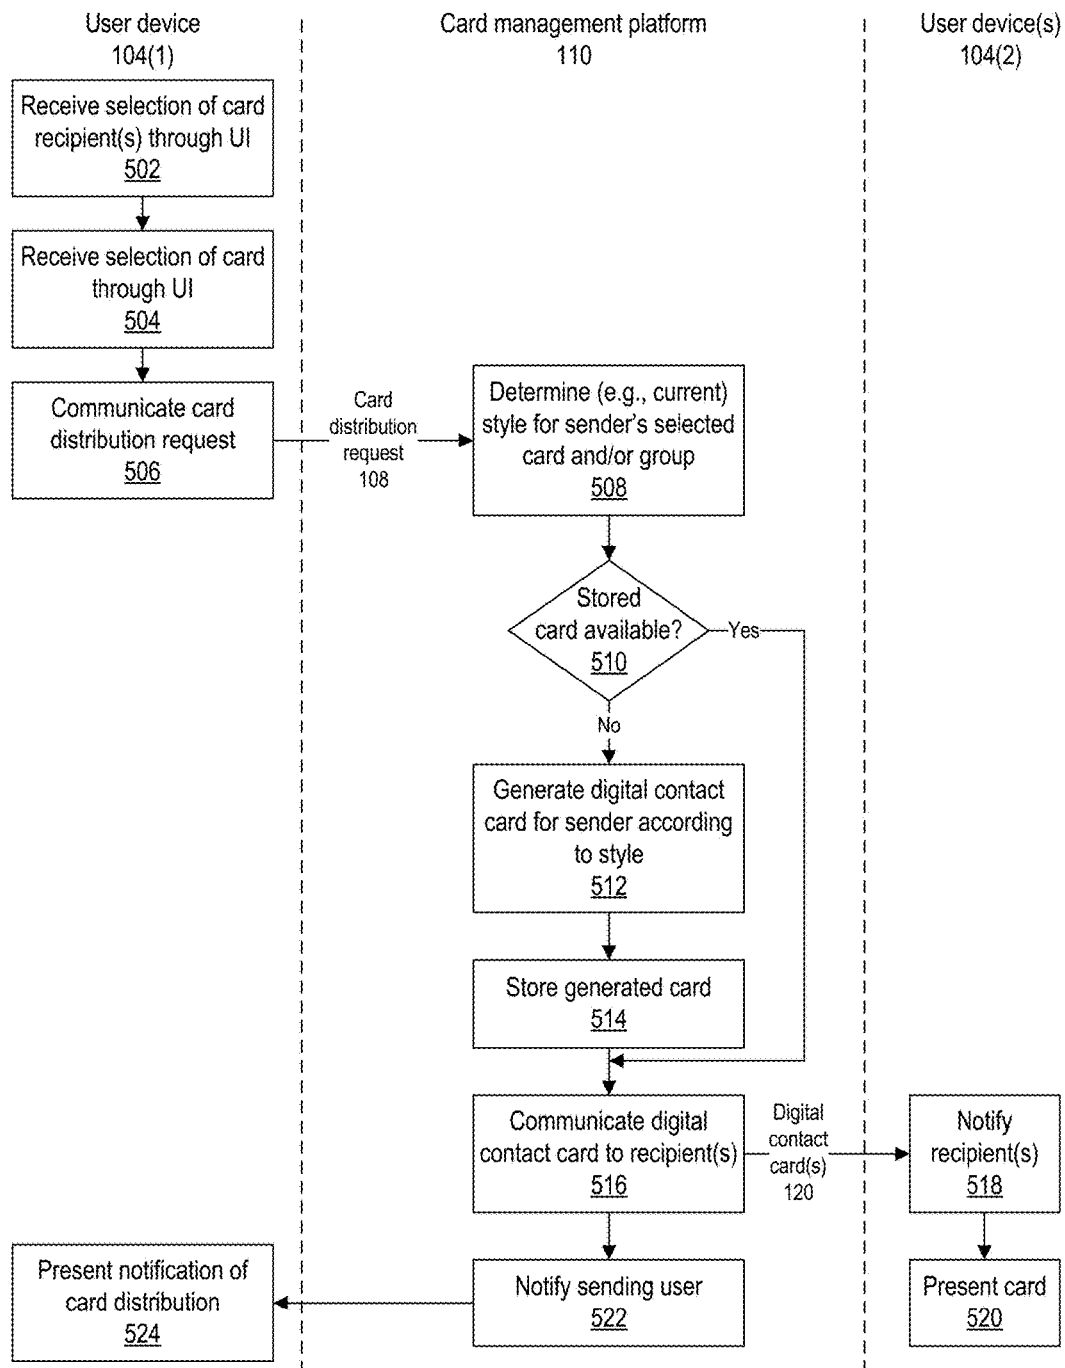 User device
104(1)
Card management platform
110
User device(s)
104(2)
Receive selection of card
recipient(s) through UI
502
Receive selection of card
through UI
504
Communicate card
distribution request
506
Card
distribution
request
108
Determine (e.g., current)
style for sender's selected
card and/or group
508
Stored
card available?
510
Yes
No
Generate digital contact
card for sender according
to style
512
Store generated card
514
Communicate digital
contact card to recipient(s)
516
Digital
contact
card(s)
120
Notify
recipient(s)
518
Present notification of
card distribution
524
Notify sending user
522
Present card
520